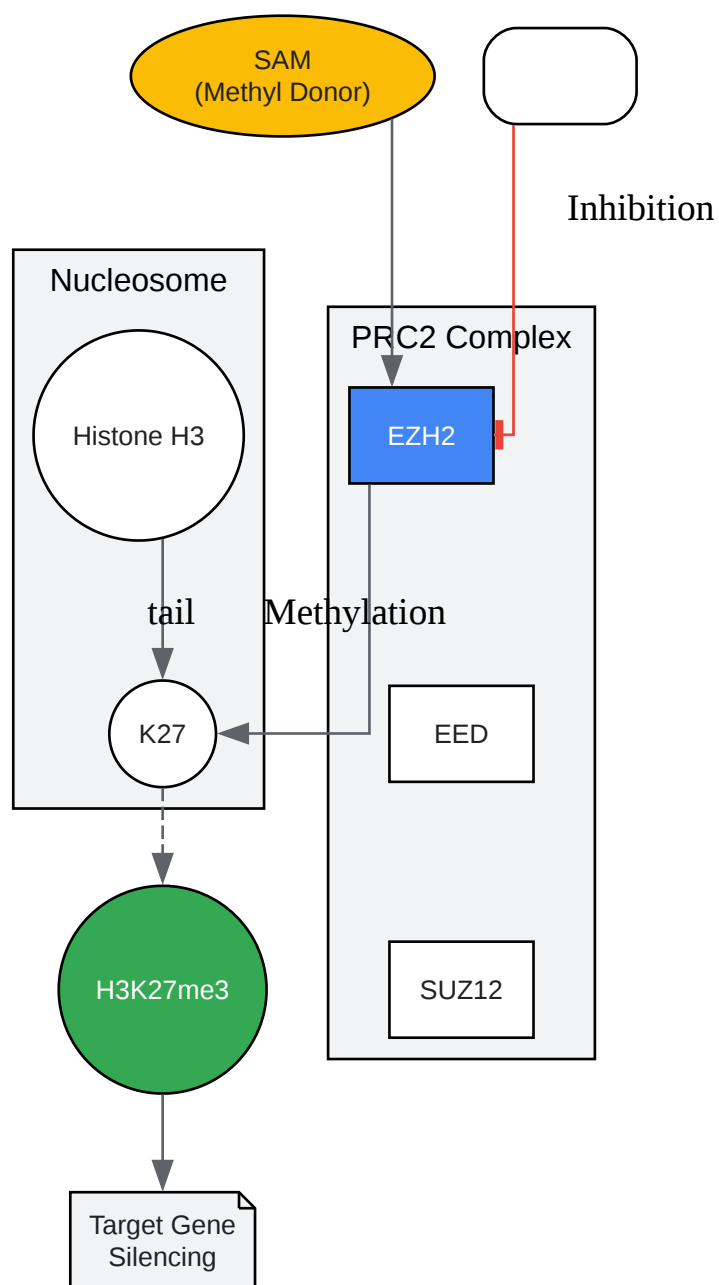 SAM
(Methyl Donor)
Inhibition
Nucleosome
PRC2 Complex
Histone H3
EZH2
tail
Methylation
K27
EED
H3K27me3
SUZ12
Target Gene
Silencing